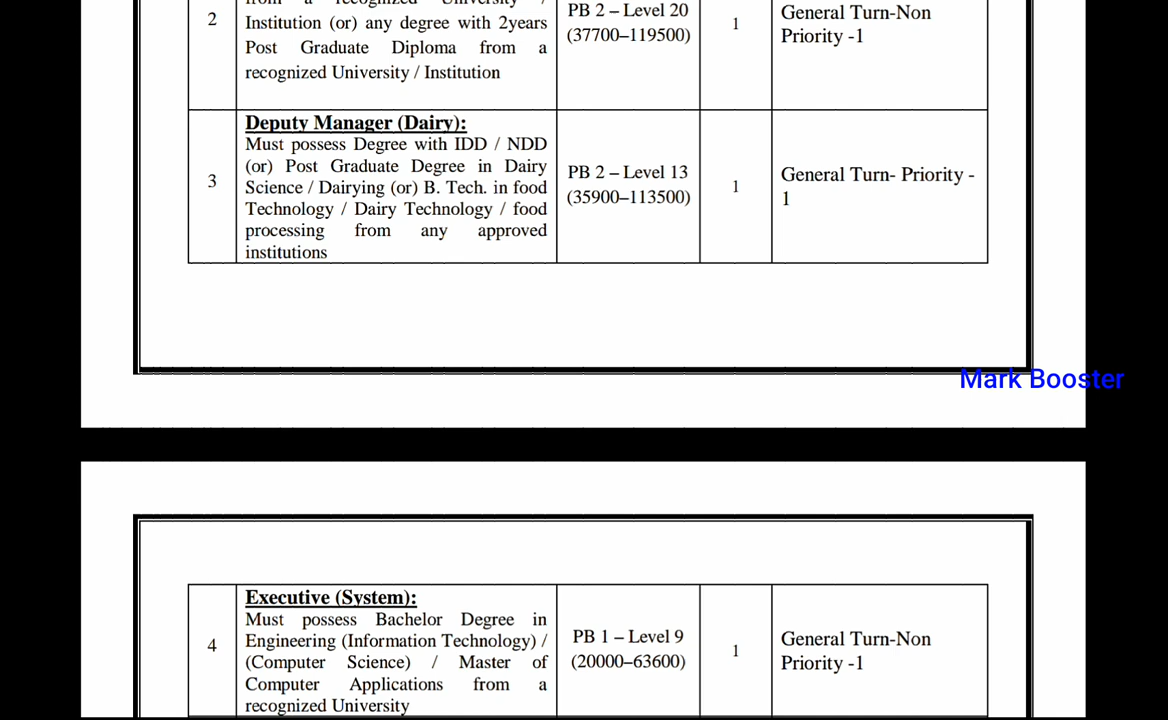 2
Institution (or) any degree with 2years
Post Graduate Diploma from a
recognized University / Institution
PB 2 – Level 20
(37700–119500)
1
General Turn-Non
Priority -1
3
Deputy Manager (Dairy):
Must possess Degree with IDD / NDD
(or) Post Graduate Degree in Dairy
Science / Dairying (or) B. Tech. in food
Technology / Dairy Technology / food
processing from any approved
institutions
PB 2 – Level 13
(35900–113500)
1
General Turn- Priority -
1
Mark Booster
4
Executive (System):
Must possess Bachelor Degree in
Engineering (Information Technology) /
(Computer Science) / Master of
Computer Applications from a
recognized University
PB 1 – Level 9
(20000–63600)
1
General Turn-Non
Priority -1